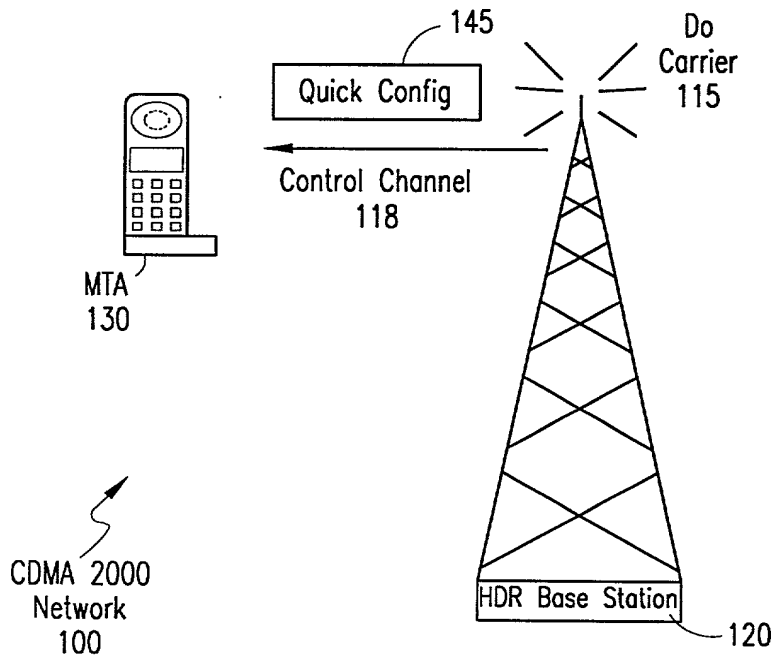 145
Do
Carrier
115
Quick Config
Control Channel
118
MTA
130
CDMA 2000
Network
100
HDR Base Station
120